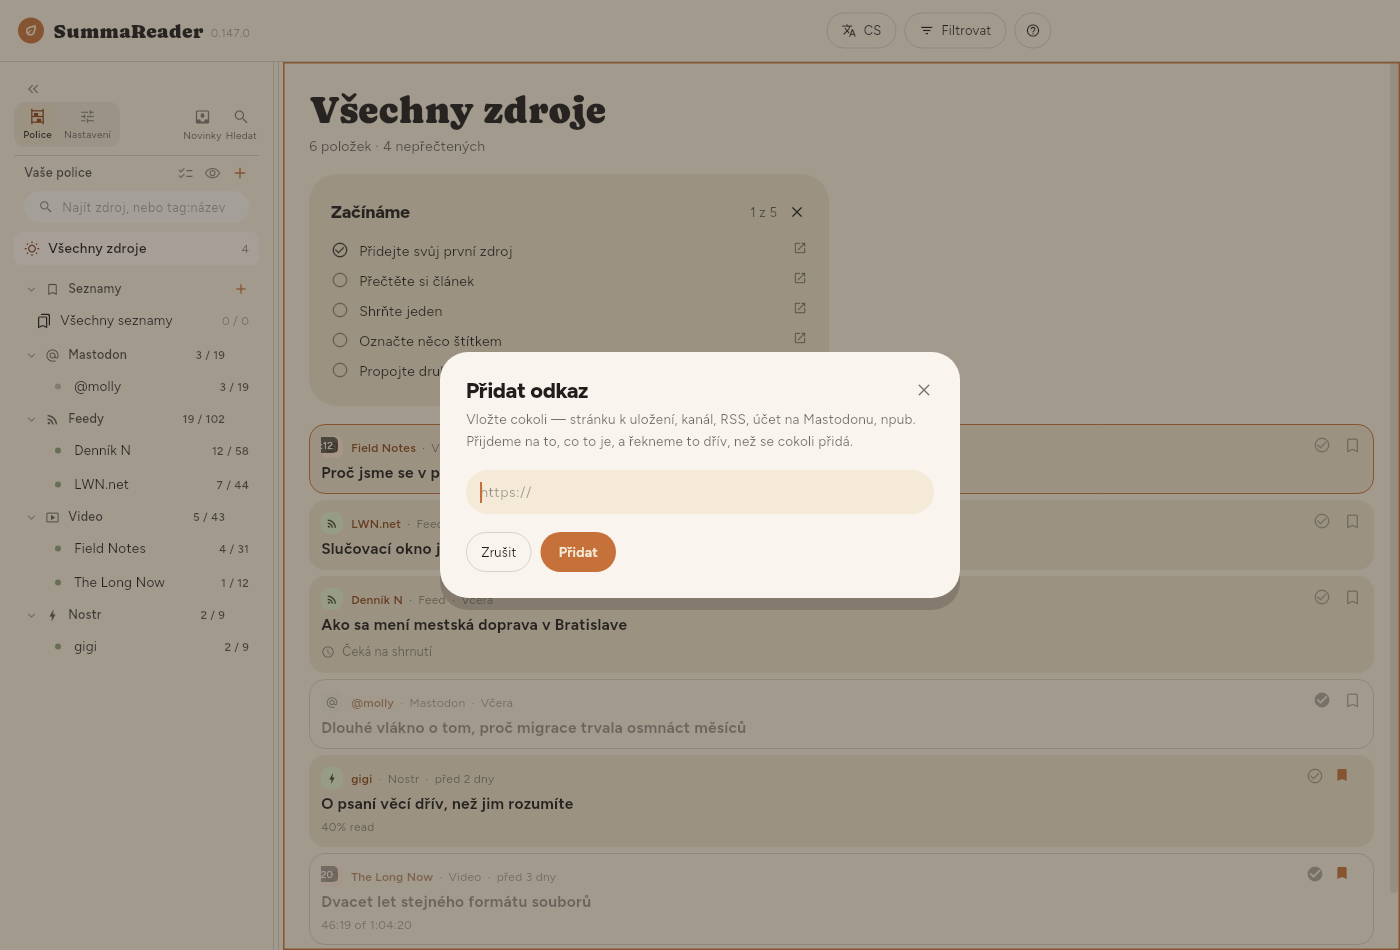 SummaReader 0.147.0
CS
Filtrovat
Police
Nastavení
Novinky
Hledat
Vaše police
Najít zdroj, nebo tag:název
Všechny zdroje 4
Seznamy
Všechny seznamy 0 / 0
Mastodon 3 / 19
@molly 3 / 19
Feedy 19 / 102
Denník N 12 / 58
LWN.net 7 / 44
Video 5 / 43
Field Notes 4 / 31
The Long Now 1 / 12
Nostr 2 / 9
gigi 2 / 9
Všechny zdroje
6 položek · 4 nepřečtených
Začínáme 1 z 5
Přidejte svůj první zdroj
Přečtěte si článek
Shrňte jeden
Označte něco štítkem
Propojte
Přidat odkaz
Vložte cokoli — stránku k uložení, kanál, RSS, účet na Mastodonu, npub.
Přijdeme na to, co to je, a řekneme to dřív, než se cokoli přidá.
https://
Zrušit
Přidat
12 Field Notes ·
Proč jsme se v
LWN.net · Feed
Slučovací okno
Denník N · Feed · Včera
Ako sa mení mestská doprava v Bratislave
Čeká na shrnutí
@molly · Mastodon · Včera
Dlouhé vlákno o tom, proč migrace trvala osmnáct měsíců
gigi · Nostr · před 2 dny
O psaní věcí dřív, než jim rozumíte
40% read
20 The Long Now · Video · před 3 dny
Dvacet let stejného formátu souborů
46:19 of 1:04:20